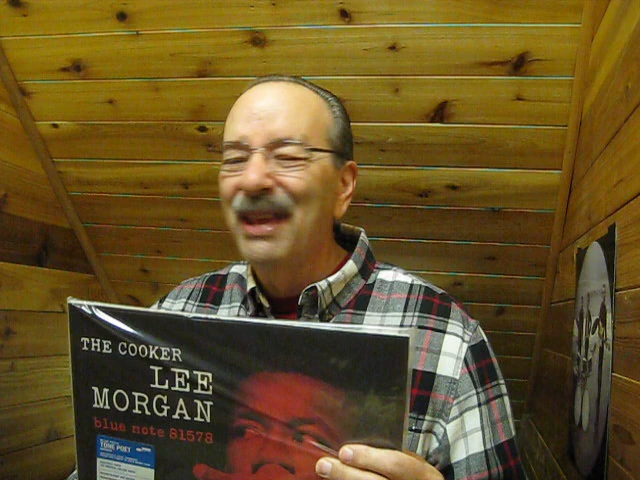 THE COOKER
LEE
MORGAN
blue note 81578
TONE POET